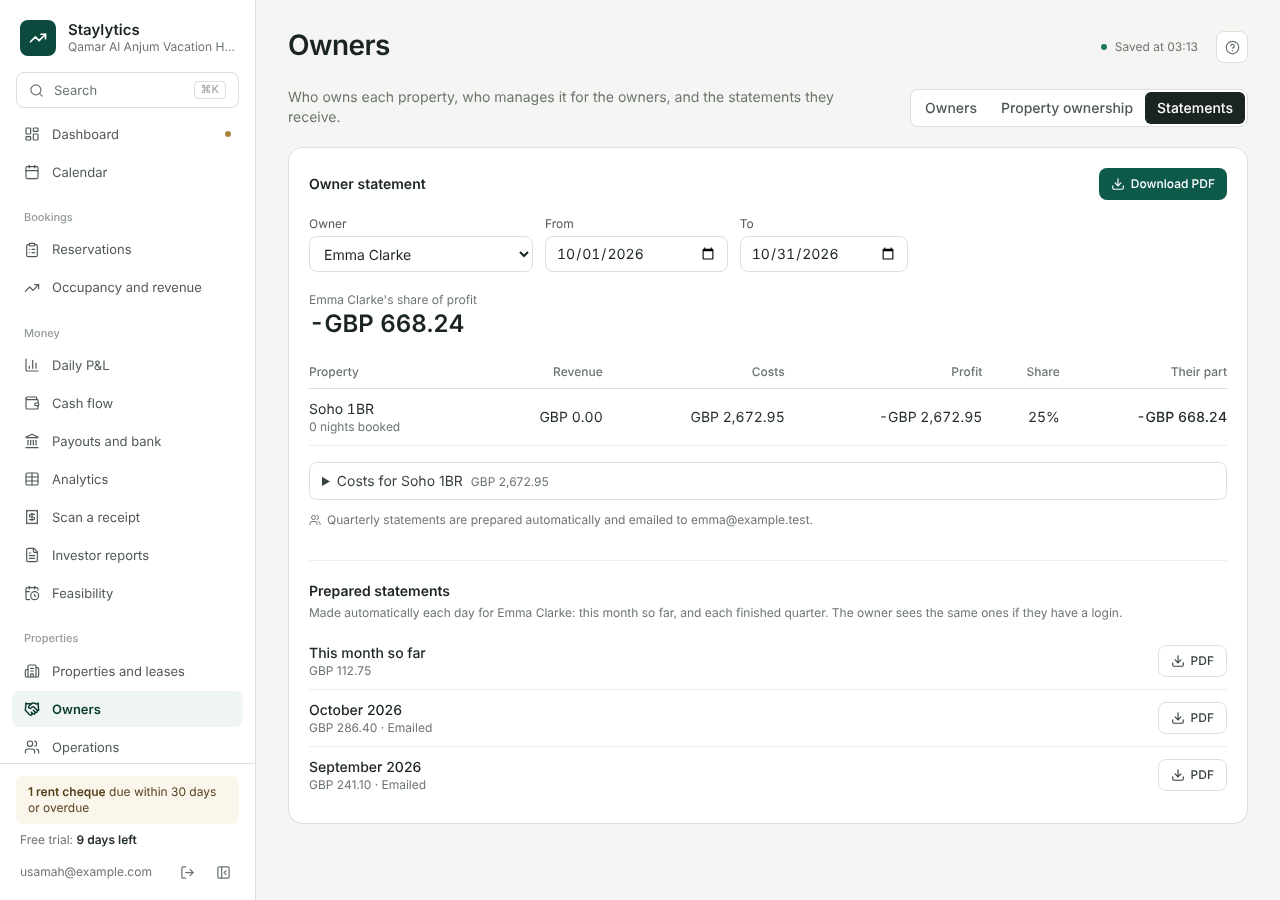 Staylytics
Qamar Al Anjum Vacation H...
Search ⌘K
Dashboard
Calendar
Bookings
Reservations
Occupancy and revenue
Money
Daily P&L
Cash flow
Payouts and bank
Analytics
Scan a receipt
Investor reports
Feasibility
Properties
Properties and leases
Owners
Operations
1 rent cheque due within 30 days
or overdue
Free trial: 9 days left
usamah@example.com
Owners
Saved at 03:13
Who owns each property, who manages it for the owners, and the statements they
receive.
Owners Property ownership Statements
Owner statement
Download PDF
Owner From To
Emma Clarke 10/01/2026 10/31/2026
Emma Clarke's share of profit
-GBP 668.24
Property Revenue Costs Profit Share Their part
Soho 1BR
0 nights booked
GBP 0.00 GBP 2,672.95 -GBP 2,672.95 25% -GBP 668.24
Costs for Soho 1BR GBP 2,672.95
Quarterly statements are prepared automatically and emailed to emma@example.test.
Prepared statements
Made automatically each day for Emma Clarke: this month so far, and each finished quarter. The owner sees the same ones if they have a login.
This month so far
GBP 112.75
PDF
October 2026
GBP 286.40 · Emailed
PDF
September 2026
GBP 241.10 · Emailed
PDF